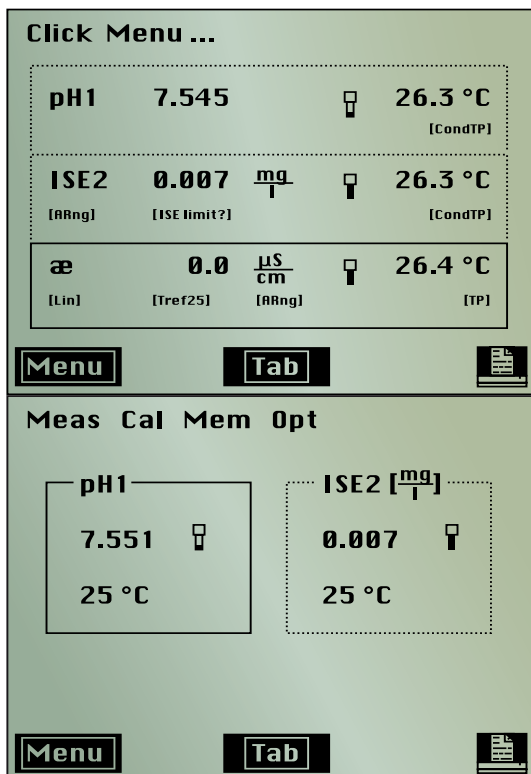 Click Menu ...
pH1 7.545 26.3 °C
[CondTP]
ISE2 0.007 mg/l 26.3 °C
[ARng] [ISE limit?] [CondTP]
æ 0.0 µS/cm 26.4 °C
[Lin] [Tref25] [ARng] [TP]
Menu Tab
Meas Cal Mem Opt
pH1 ISE2 [mg/l]
7.551 0.007
25 °C 25 °C
Menu Tab